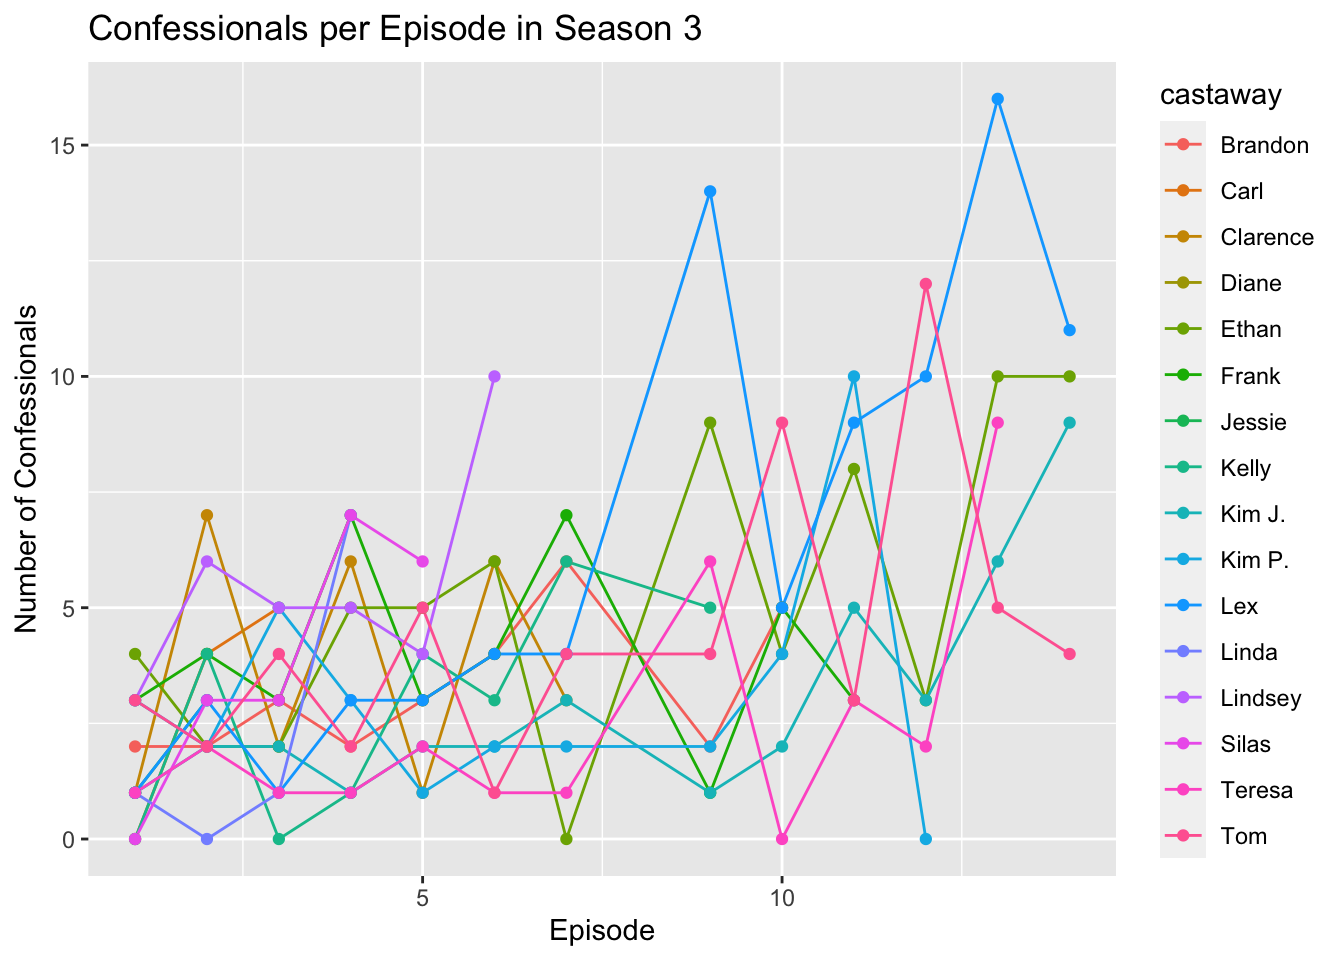 Confessionals per Episode in Season 3
15
10
5
0
Number of Confessionals
5
10
Episode
castaway
Brandon
Carl
Clarence
Diane
Ethan
Frank
Jessie
Kelly
Kim J.
Kim P.
Lex
Linda
Lindsey
Silas
Teresa
Tom